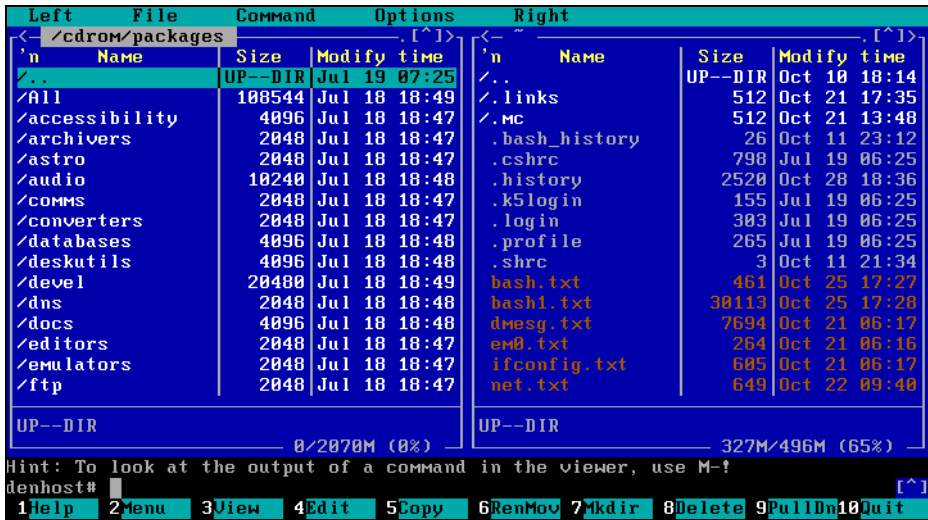 Left File Command Options Right
<— /cdrom/packages —.[^]>
'n Name Size Modify time
/.. UP--DIR Jul 19 07:25
/All 108544 Jul 18 18:49
/accessibility 4096 Jul 18 18:47
/archivers 2048 Jul 18 18:47
/astro 2048 Jul 18 18:47
/audio 10240 Jul 18 18:48
/comms 2048 Jul 18 18:47
/converters 2048 Jul 18 18:47
/databases 4096 Jul 18 18:48
/deskutils 4096 Jul 18 18:48
/devel 20480 Jul 18 18:49
/dns 2048 Jul 18 18:48
/docs 4096 Jul 18 18:48
/editors 2048 Jul 18 18:47
/emulators 2048 Jul 18 18:47
/ftp 2048 Jul 18 18:47
UP--DIR
0/2070M (0%)
<— ~ —.[^]>
'n Name Size Modify time
/.. UP--DIR Oct 10 18:14
/.links 512 Oct 21 17:35
/.mc 512 Oct 21 13:48
.bash_history 26 Oct 11 23:12
.cshrc 798 Jul 19 06:25
.history 2520 Oct 28 18:36
.k5login 155 Jul 19 06:25
.login 303 Jul 19 06:25
.profile 265 Jul 19 06:25
.shrc 3 Oct 11 21:34
bash.txt 461 Oct 25 17:27
bash1.txt 30113 Oct 25 17:28
dmesg.txt 7694 Oct 21 06:17
em0.txt 264 Oct 21 06:16
ifconfig.txt 605 Oct 21 06:17
net.txt 649 Oct 22 09:40
UP--DIR
327M/496M (65%)
Hint: To look at the output of a command in the viewer, use M-!
denhost# [^]
1Help 2Menu 3View 4Edit 5Copy 6RenMov 7Mkdir 8Delete 9PullDn 10Quit